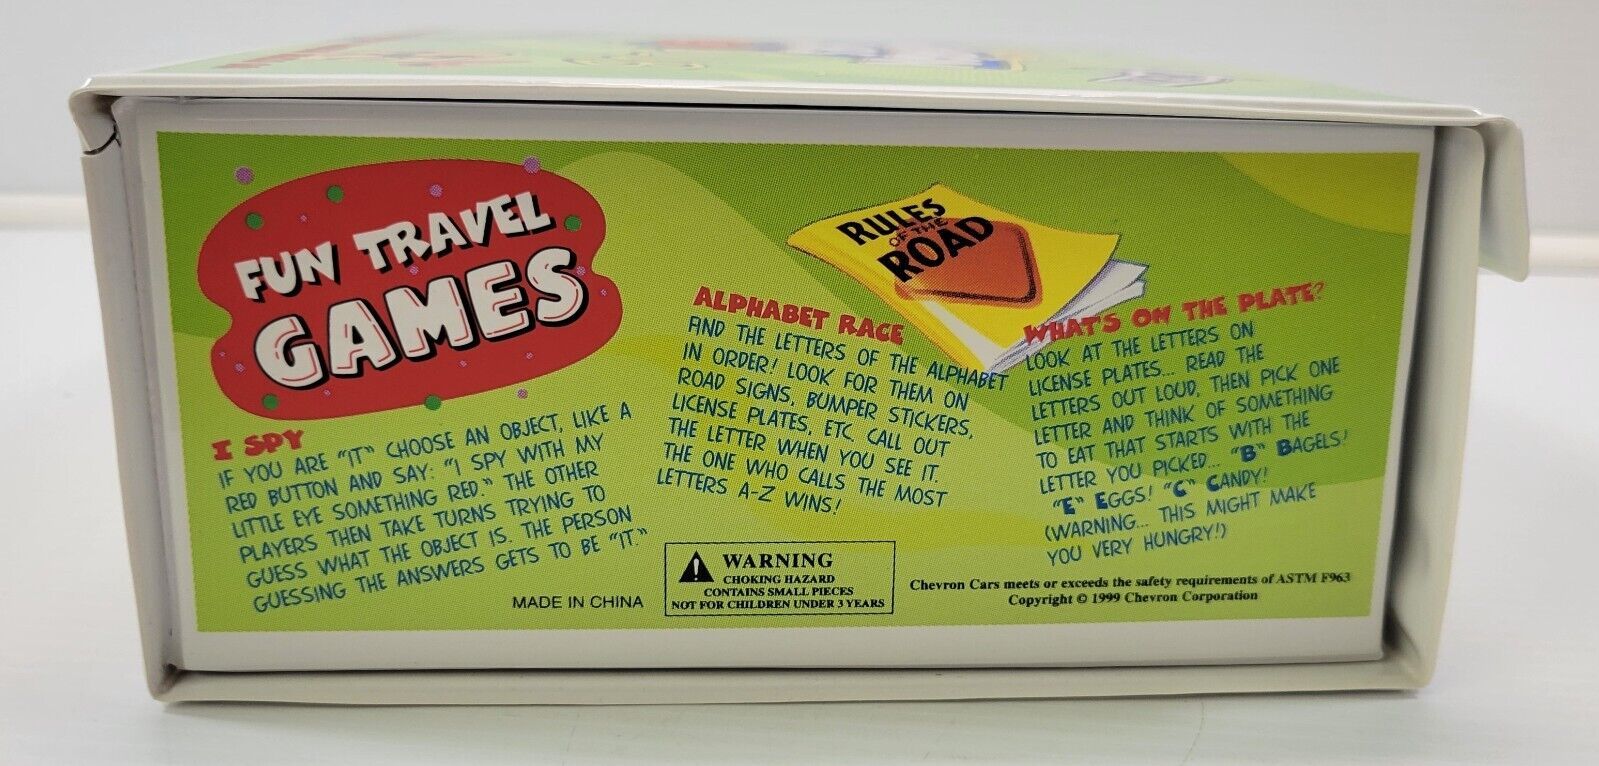 FUN TRAVEL
GAMES
I SPY
IF YOU ARE "IT" CHOOSE AN OBJECT, LIKE A
RED BUTTON AND SAY: "I SPY WITH MY
LITTLE EYE SOMETHING RED." THE OTHER
PLAYERS THEN TAKE TURNS TRYING TO
GUESS WHAT THE OBJECT IS. THE PERSON
GUESSING THE ANSWERS GETS TO BE "IT."
RULES
OF THE
ROAD
ALPHABET RACE
FIND THE LETTERS OF THE ALPHABET
IN ORDER! LOOK FOR THEM ON
ROAD SIGNS, BUMPER STICKERS,
LICENSE PLATES, ETC. CALL OUT
THE LETTER WHEN YOU SEE IT.
THE ONE WHO CALLS THE MOST
LETTERS A-Z WINS!
WHAT'S ON THE PLATE?
LOOK AT THE LETTERS ON
LICENSE PLATES... READ THE
LETTERS OUT LOUD, THEN PICK ONE
LETTER AND THINK OF SOMETHING
TO EAT THAT STARTS WITH THE
LETTER YOU PICKED... "B" BAGELS!
"E" EGGS! "C" CANDY!
(WARNING... THIS MIGHT MAKE
YOU VERY HUNGRY!)
MADE IN CHINA
WARNING
CHOKING HAZARD
CONTAINS SMALL PIECES
NOT FOR CHILDREN UNDER 3 YEARS
Chevron Cars meets or exceeds the safety requirements of ASTM F963
Copyright © 1999 Chevron Corporation